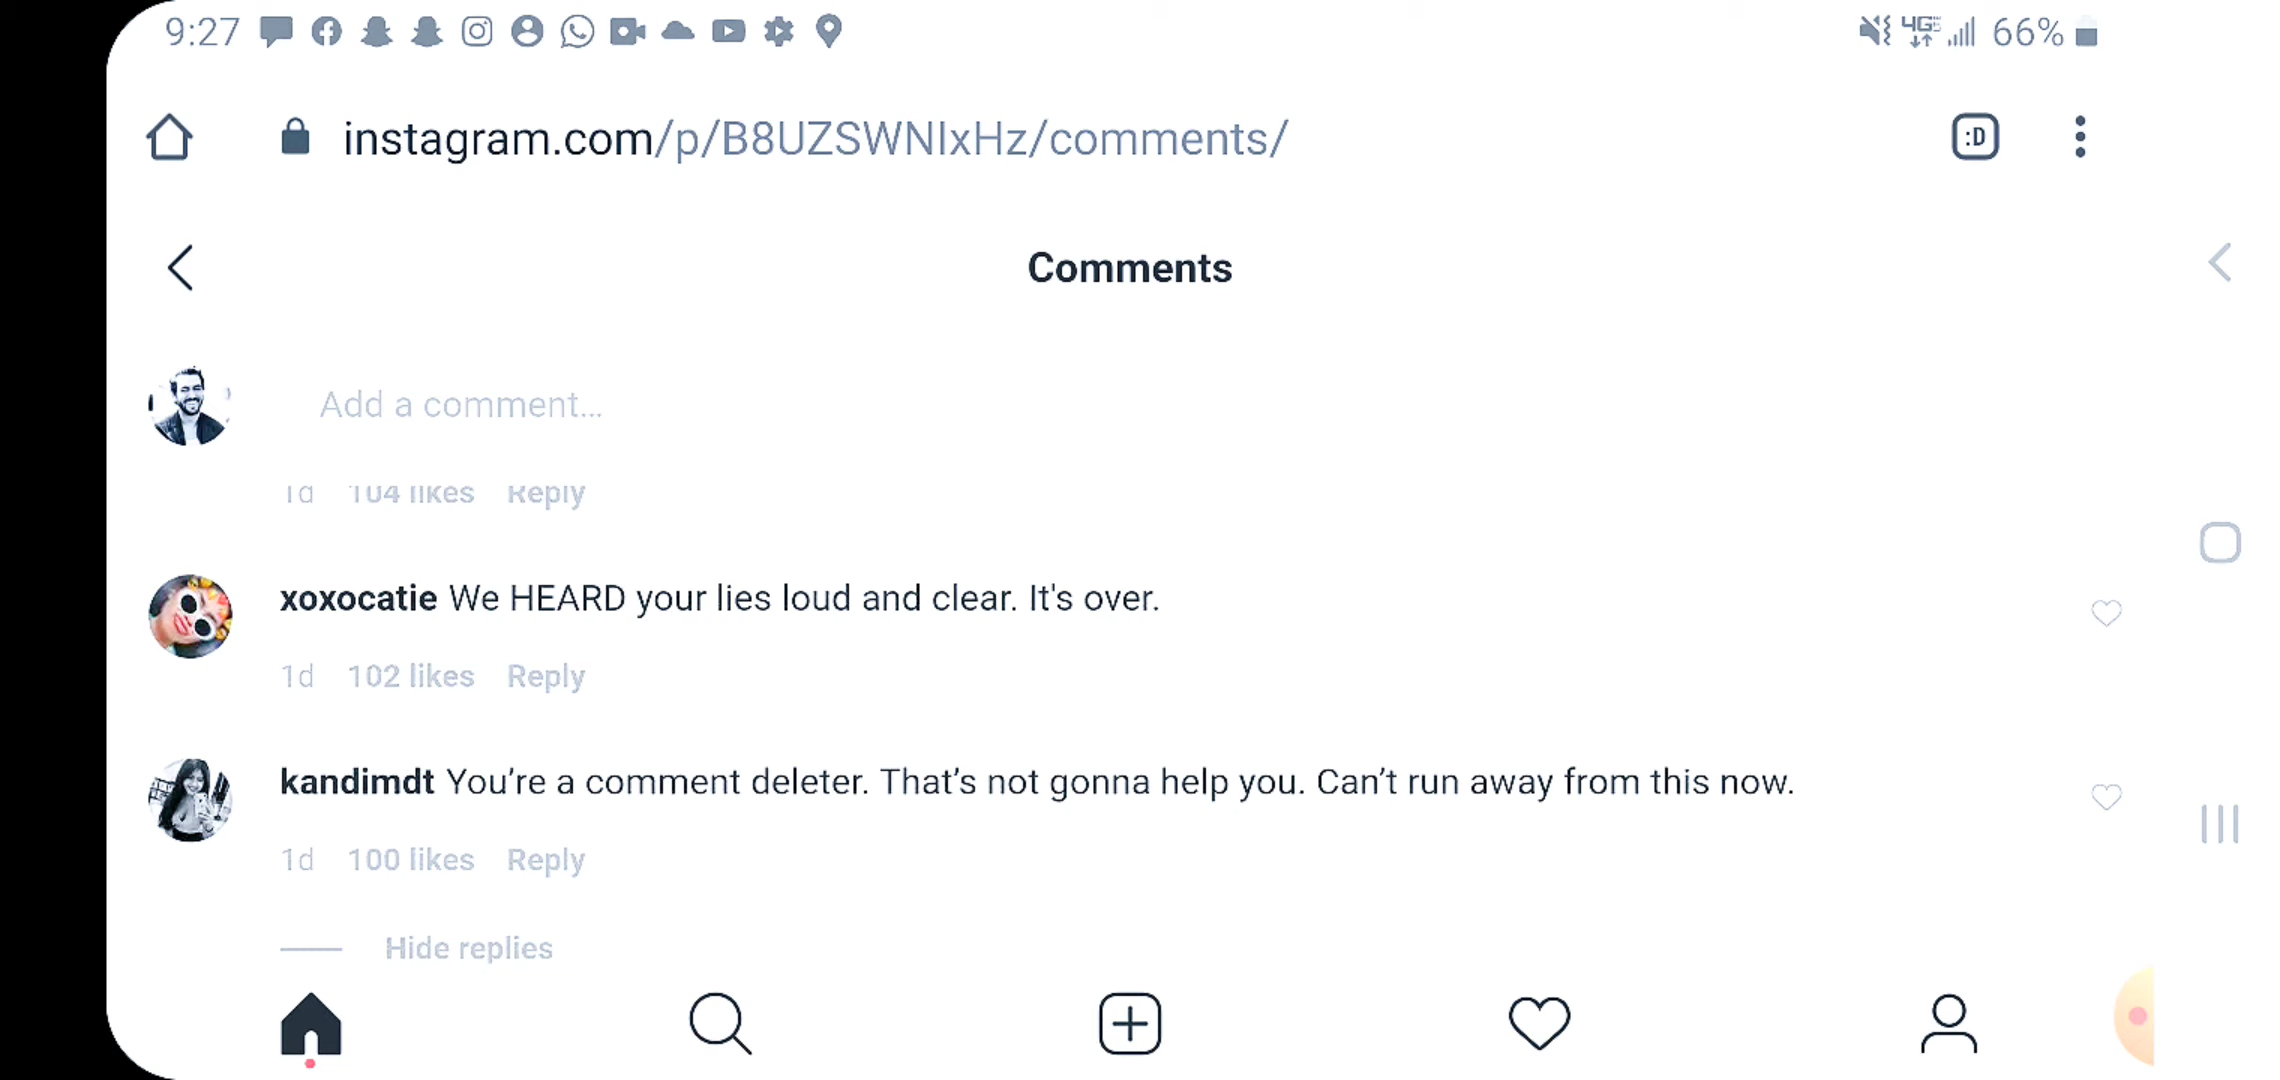 9:27 4G 66%
instagram.com/p/B8UZSWNIxHz/comments/ :D
Comments
Add a comment...
1d 104 likes Reply
xoxocatie We HEARD your lies loud and clear. It's over.
1d 102 likes Reply
kandimdt You’re a comment deleter. That’s not gonna help you. Can’t run away from this now.
1d 100 likes Reply
Hide replies